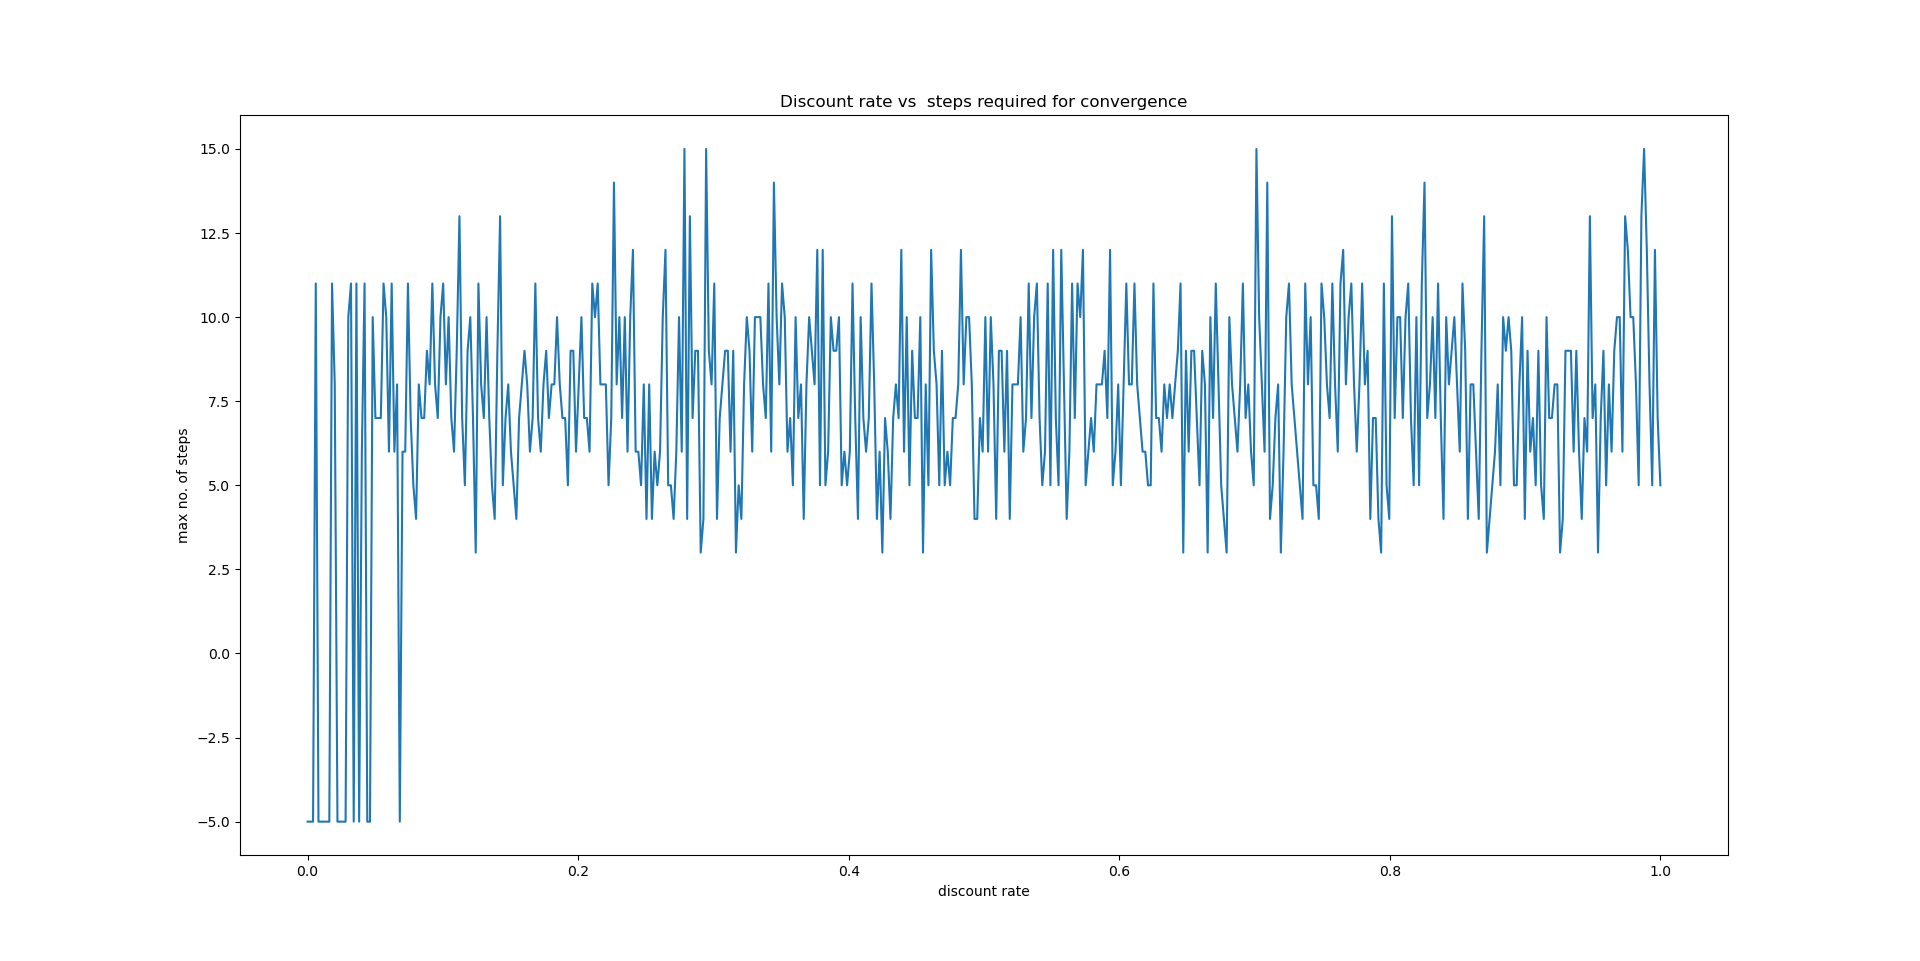 Discount rate vs  steps required for convergence
max no. of steps
15.0
12.5
10.0
7.5
5.0
2.5
0.0
−2.5
−5.0
0.0 0.2 0.4 0.6 0.8 1.0
discount rate